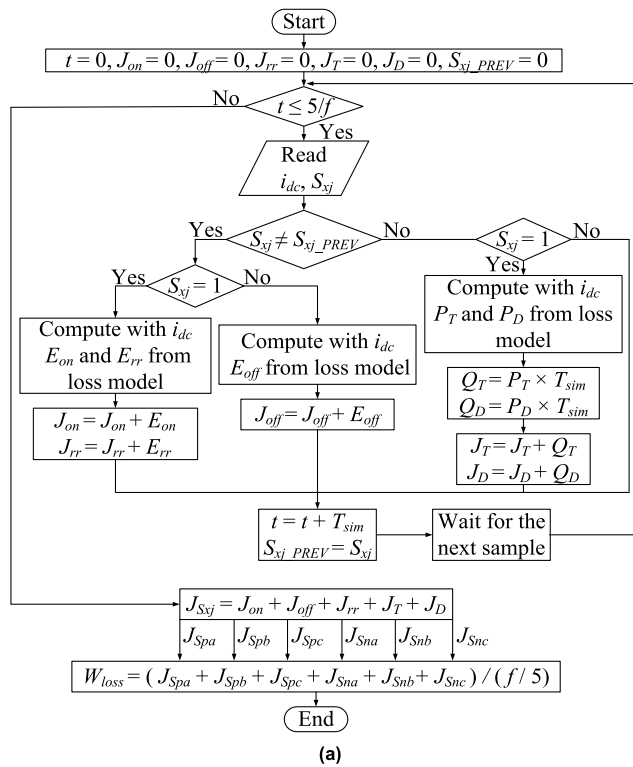 Start
t = 0, J_on = 0, J_off = 0, J_rr = 0, J_T = 0, J_D = 0, S_xj_PREV = 0
No
t ≤ 5/f
Yes
Read
i_dc, S_xj
Yes
S_xj ≠ S_xj_PREV
No
S_xj = 1
No
Yes
Yes
S_xj = 1
No
Compute with i_dc
P_T and P_D from loss
model
Compute with i_dc
E_on and E_rr from
loss model
Compute with i_dc
E_off from loss model
Q_T = P_T × T_sim
Q_D = P_D × T_sim
J_on = J_on + E_on
J_rr = J_rr + E_rr
J_off = J_off + E_off
J_T = J_T + Q_T
J_D = J_D + Q_D
t = t + T_sim
S_xj_PREV = S_xj
Wait for the
next sample
J_Sxj = J_on + J_off + J_rr + J_T + J_D
J_Spa J_Spb J_Spc J_Sna J_Snb J_Snc
W_loss = ( J_Spa + J_Spb + J_Spc + J_Sna + J_Snb + J_Snc ) / ( f / 5 )
End
(a)